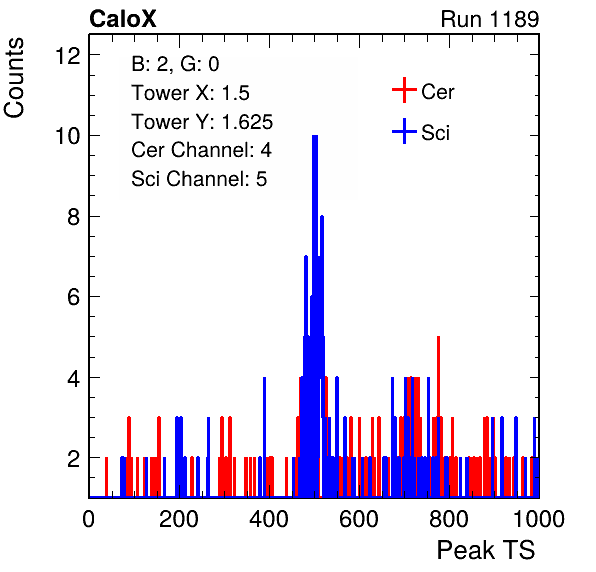 CaloX
Run 1189
Counts
12
10
8
6
4
2
B: 2, G: 0
Tower X: 1.5
Tower Y: 1.625
Cer Channel: 4
Sci Channel: 5
Cer
Sci
0 200 400 600 800 1000
Peak TS